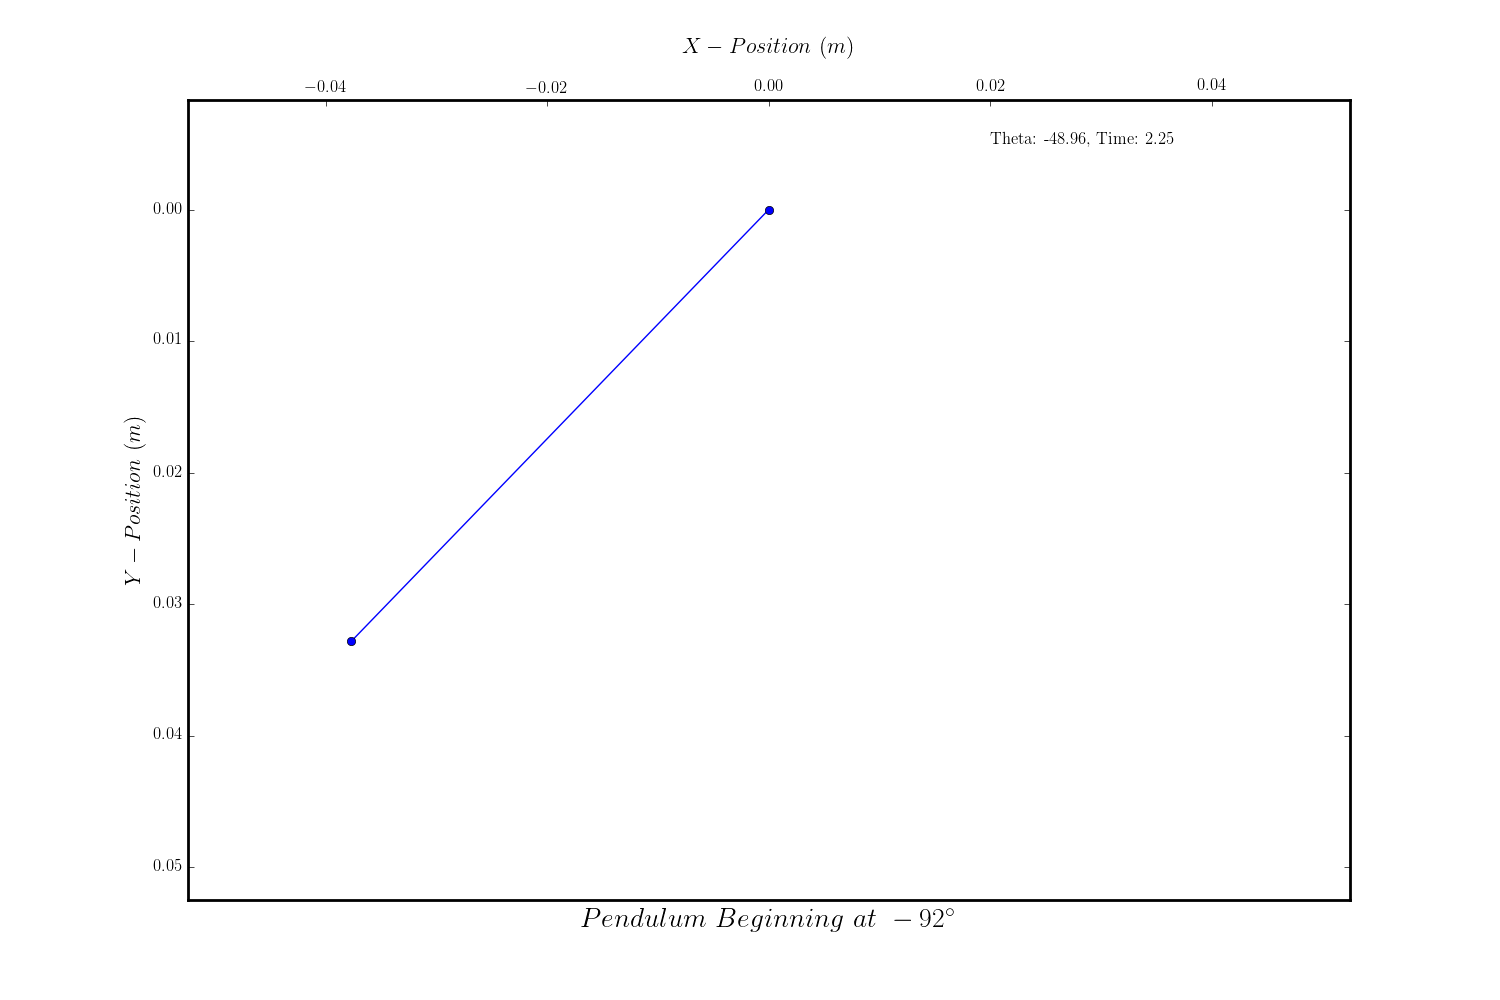 X − Position (m)
−0.04 −0.02 0.00 0.02 0.04
Theta: -48.96, Time: 2.25
0.00
0.01
0.02
0.03
0.04
0.05
Y − Position (m)
Pendulum Beginning at − 92°